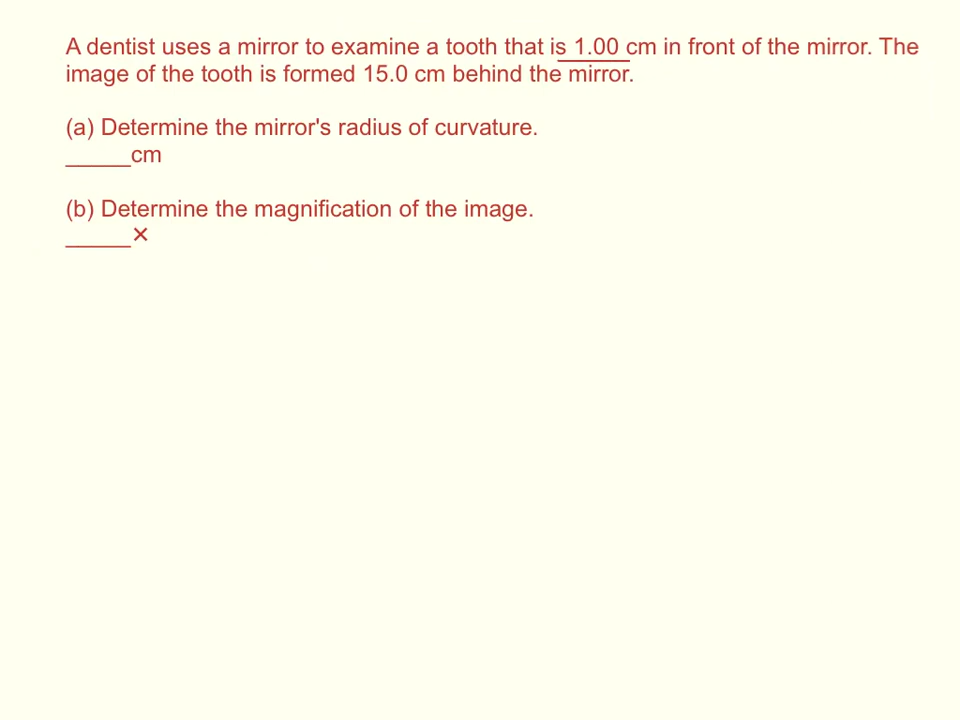 A dentist uses a mirror to examine a tooth that is 1.00 cm in front of the mirror. The
image of the tooth is formed 15.0 cm behind the mirror.
(a) Determine the mirror's radius of curvature.
_____cm
(b) Determine the magnification of the image.
_____✕